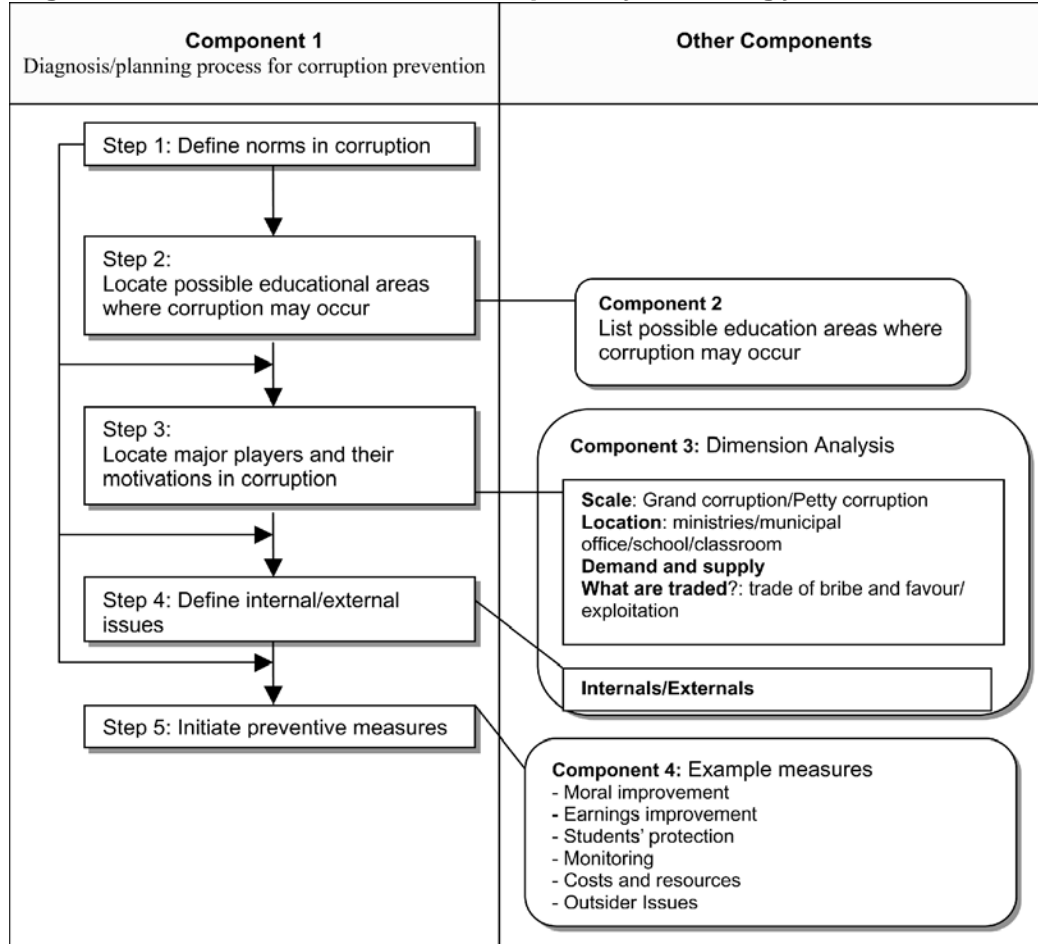 Component 1
Diagnosis/planning process for corruption prevention
Other Components
Step 1: Define norms in corruption
Step 2:
Locate possible educational areas
where corruption may occur
Component 2
List possible education areas where
corruption may occur
Step 3:
Locate major players and their
motivations in corruption
Component 3: Dimension Analysis
Scale: Grand corruption/Petty corruption
Location: ministries/municipal
office/school/classroom
Demand and supply
What are traded?: trade of bribe and favour/
exploitation
Step 4: Define internal/external
issues
Internals/Externals
Step 5: Initiate preventive measures
Component 4: Example measures
- Moral improvement
- Earnings improvement
- Students’ protection
- Monitoring
- Costs and resources
- Outsider Issues